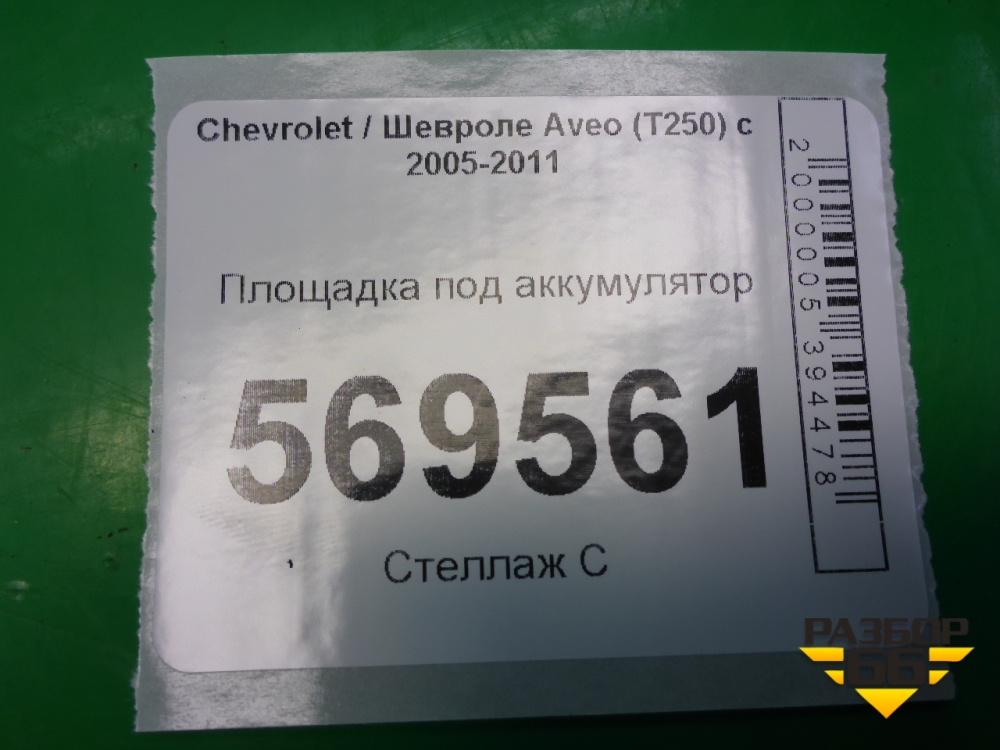 Chevrolet / Шевроле Aveo (T250) с
2005-2011
Площадка под аккумулятор
569561
Стеллаж С
2000005394478
РАЗБОР
66